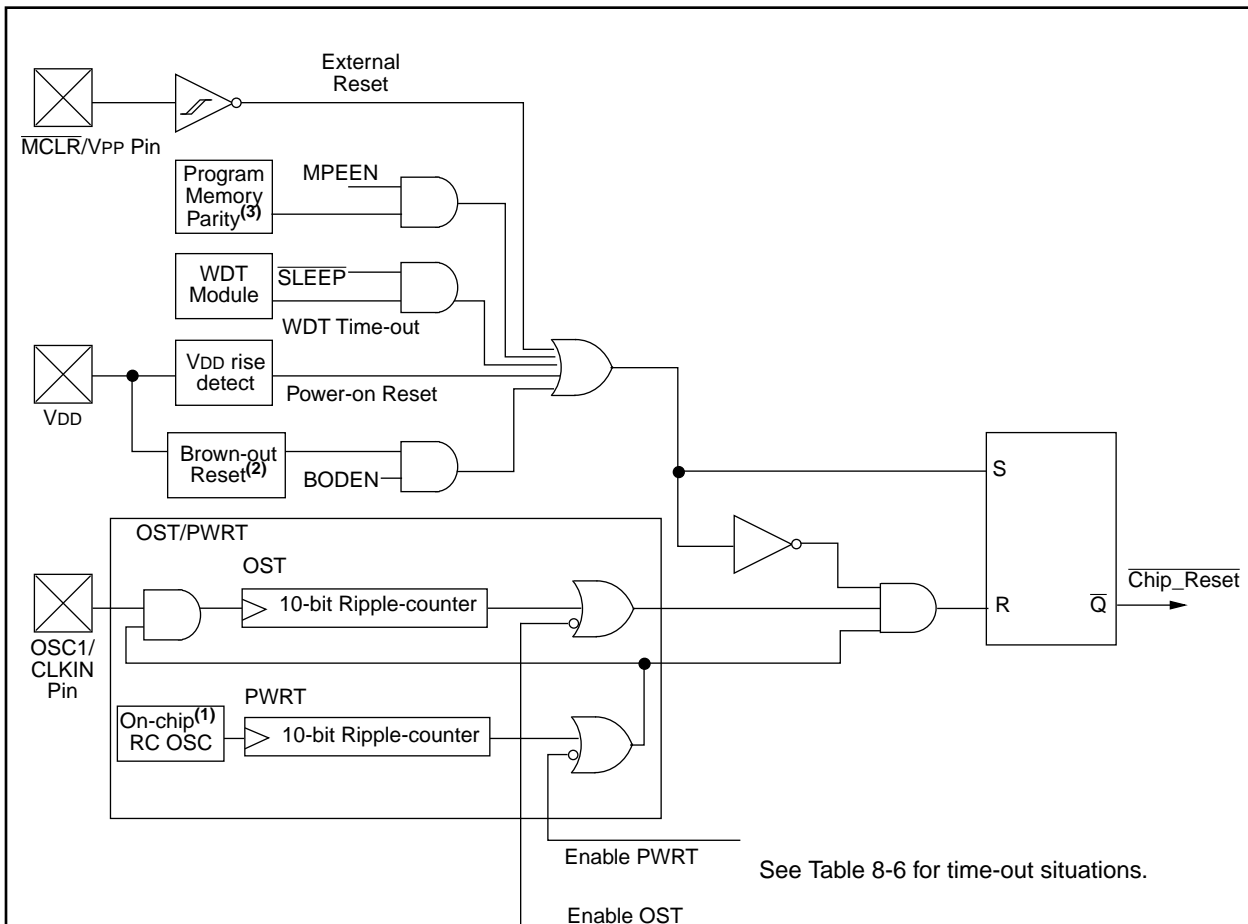 External
Reset
MCLR/VPP Pin
Program
Memory
Parity(3)
MPEEN
WDT
Module
SLEEP
WDT Time-out
VDD
VDD rise
detect
Power-on Reset
Brown-out
Reset(2)
BODEN
OST/PWRT
OST
10-bit Ripple-counter
OSC1/
CLKIN
Pin
PWRT
On-chip(1)
RC OSC
10-bit Ripple-counter
S
R
Q
Chip_Reset
Enable PWRT
See Table 8-6 for time-out situations.
Enable OST